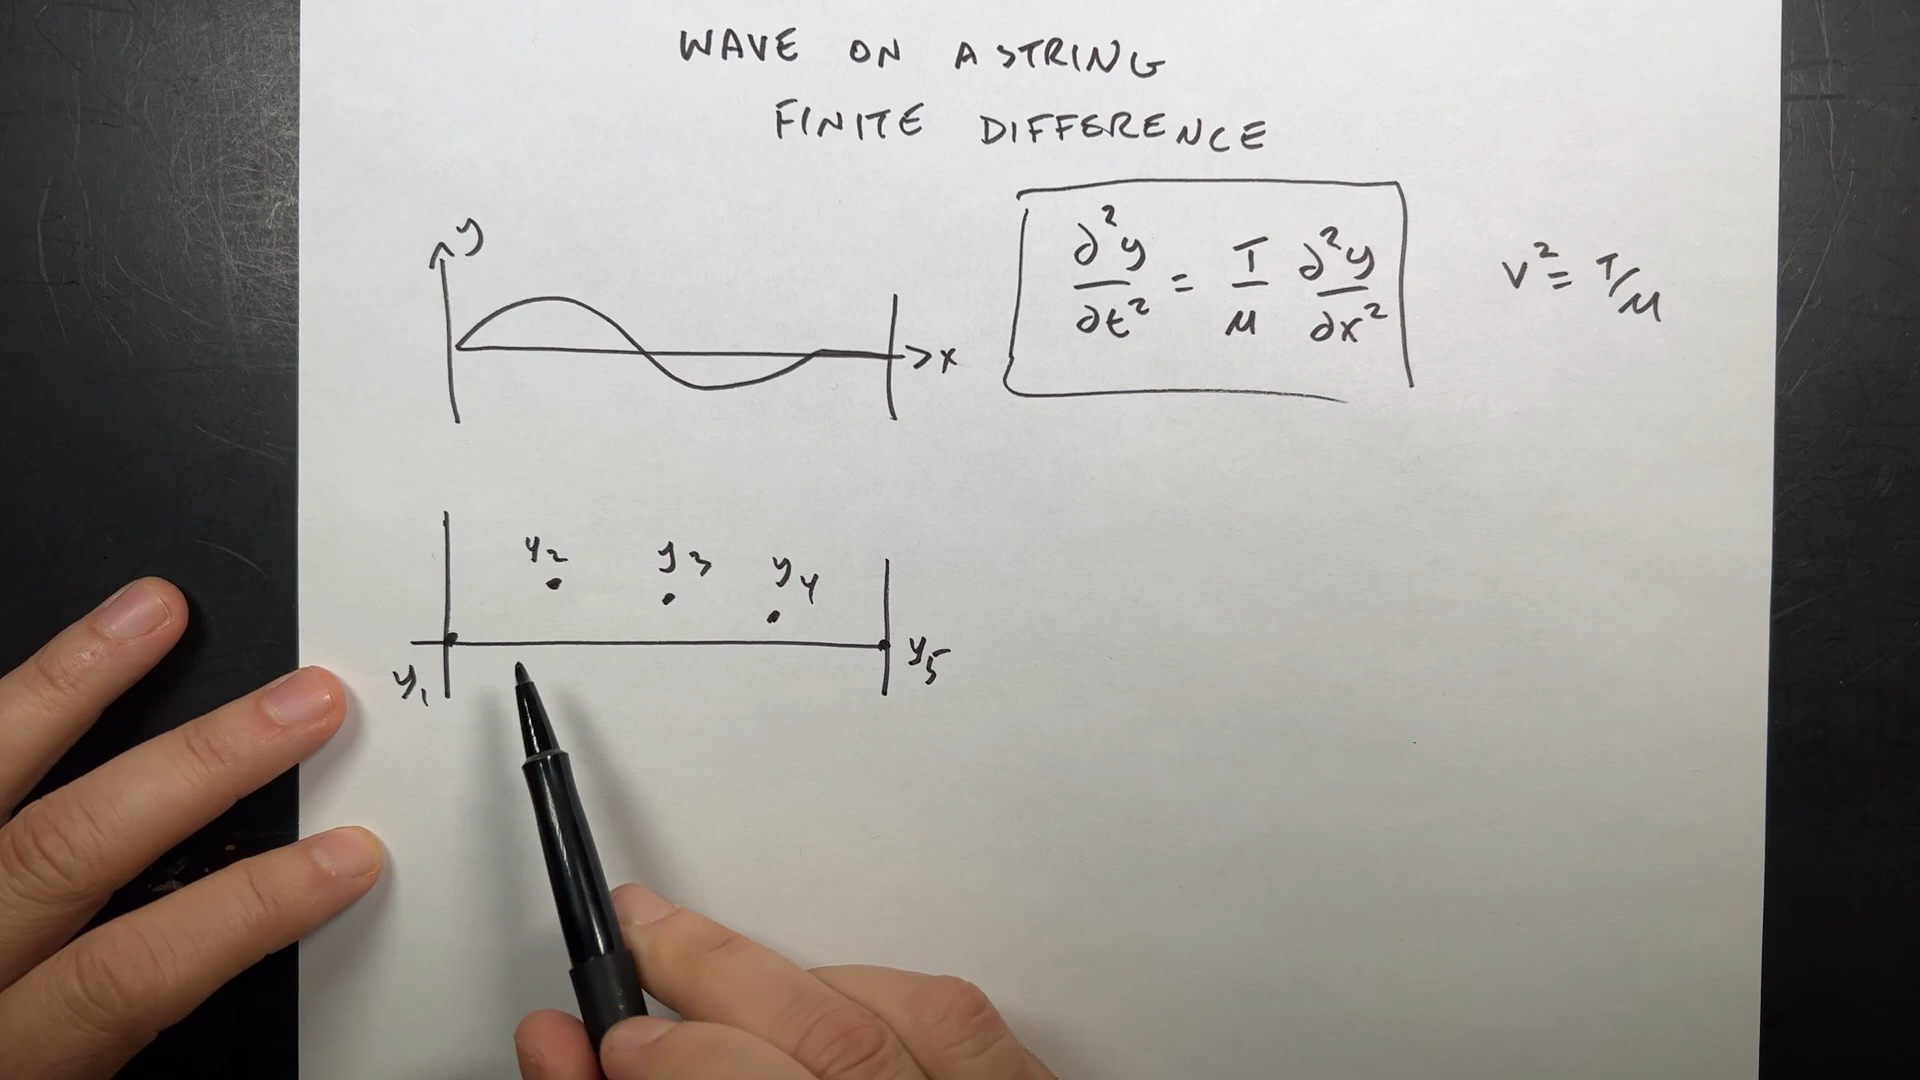 WAVE ON A STRING
FINITE DIFFERENCE
y
x
∂²y/∂t² = T/μ ∂²y/∂x²
v² = T/μ
y₂ y₃ y₄
y₁ y₅